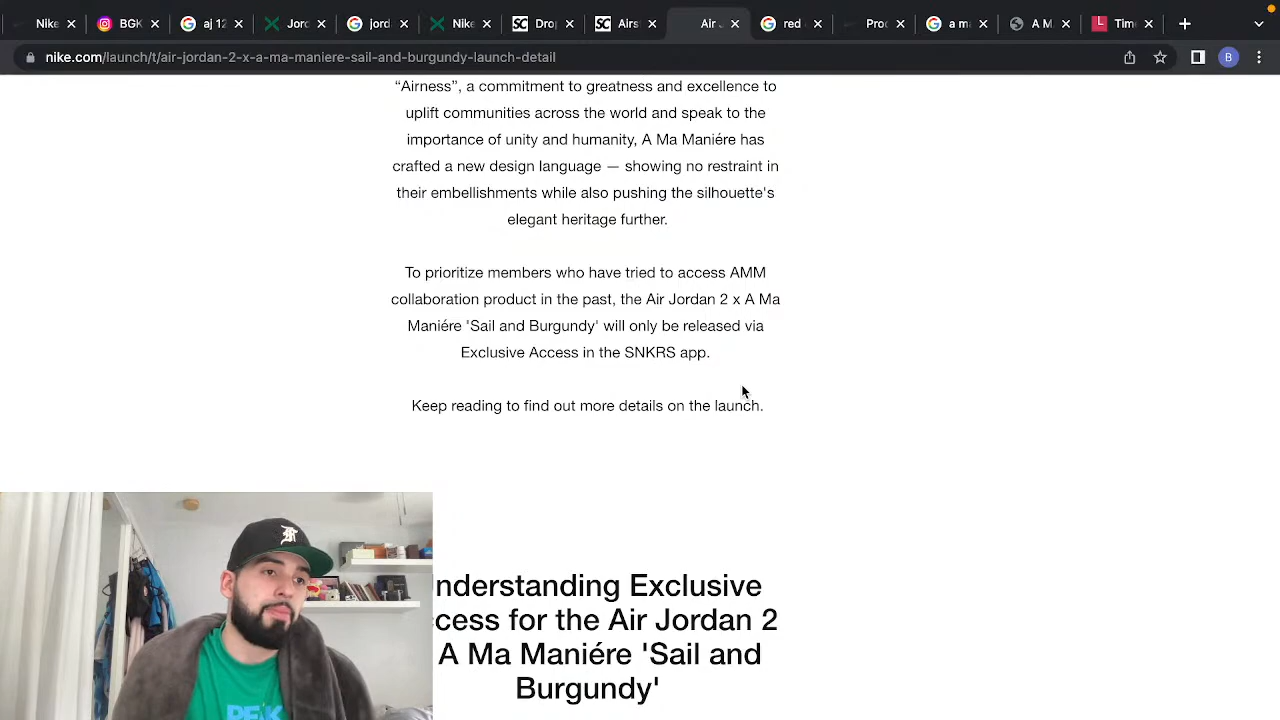 Nike
BGK
aj 12
Jord
jord
Nike
SC
Drop
SC
Airs
Air
red
Proc
a ma
A M
L
Time
nike.com/launch/t/air-jordan-2-x-a-ma-maniere-sail-and-burgundy-launch-detail
B
“Airness”, a commitment to greatness and excellence to
uplift communities across the world and speak to the
importance of unity and humanity, A Ma Maniére has
crafted a new design language — showing no restraint in
their embellishments while also pushing the silhouette's
elegant heritage further.
To prioritize members who have tried to access AMM
collaboration product in the past, the Air Jordan 2 x A Ma
Maniére 'Sail and Burgundy' will only be released via
Exclusive Access in the SNKRS app.
Keep reading to find out more details on the launch.
nderstanding Exclusive
cess for the Air Jordan 2
A Ma Maniére 'Sail and
Burgundy'
PEAK